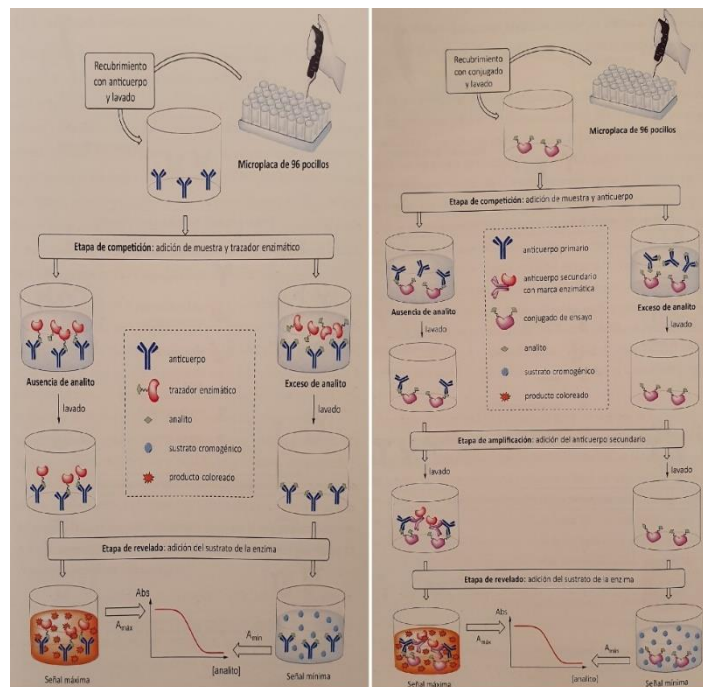 Recubrimiento
con anticuerpo
y lavado
Microplaca de 96 pocillos
Etapa de competición: adición de muestra y trazador enzimático
Ausencia de analito
Exceso de analito
anticuerpo
trazador enzimático
analito
sustrato cromogénico
producto coloreado
lavado
lavado
Etapa de revelado: adición del sustrato de la enzima
Abs
Amáx
Amín
[analito]
Señal máxima
Señal mínima
Recubrimiento
con conjugado
y lavado
Microplaca de 96 pocillos
Etapa de competición: adición de muestra y anticuerpo
Ausencia de analito
Exceso de analito
anticuerpo primario
anticuerpo secundario
con marca enzimática
conjugado de ensayo
analito
sustrato cromogénico
producto coloreado
lavado
lavado
Etapa de amplificación: adición del anticuerpo secundario
lavado
lavado
Etapa de revelado: adición del sustrato de la enzima
Abs
Amáx
Amín
[analito]
Señal máxima
Señal mínima